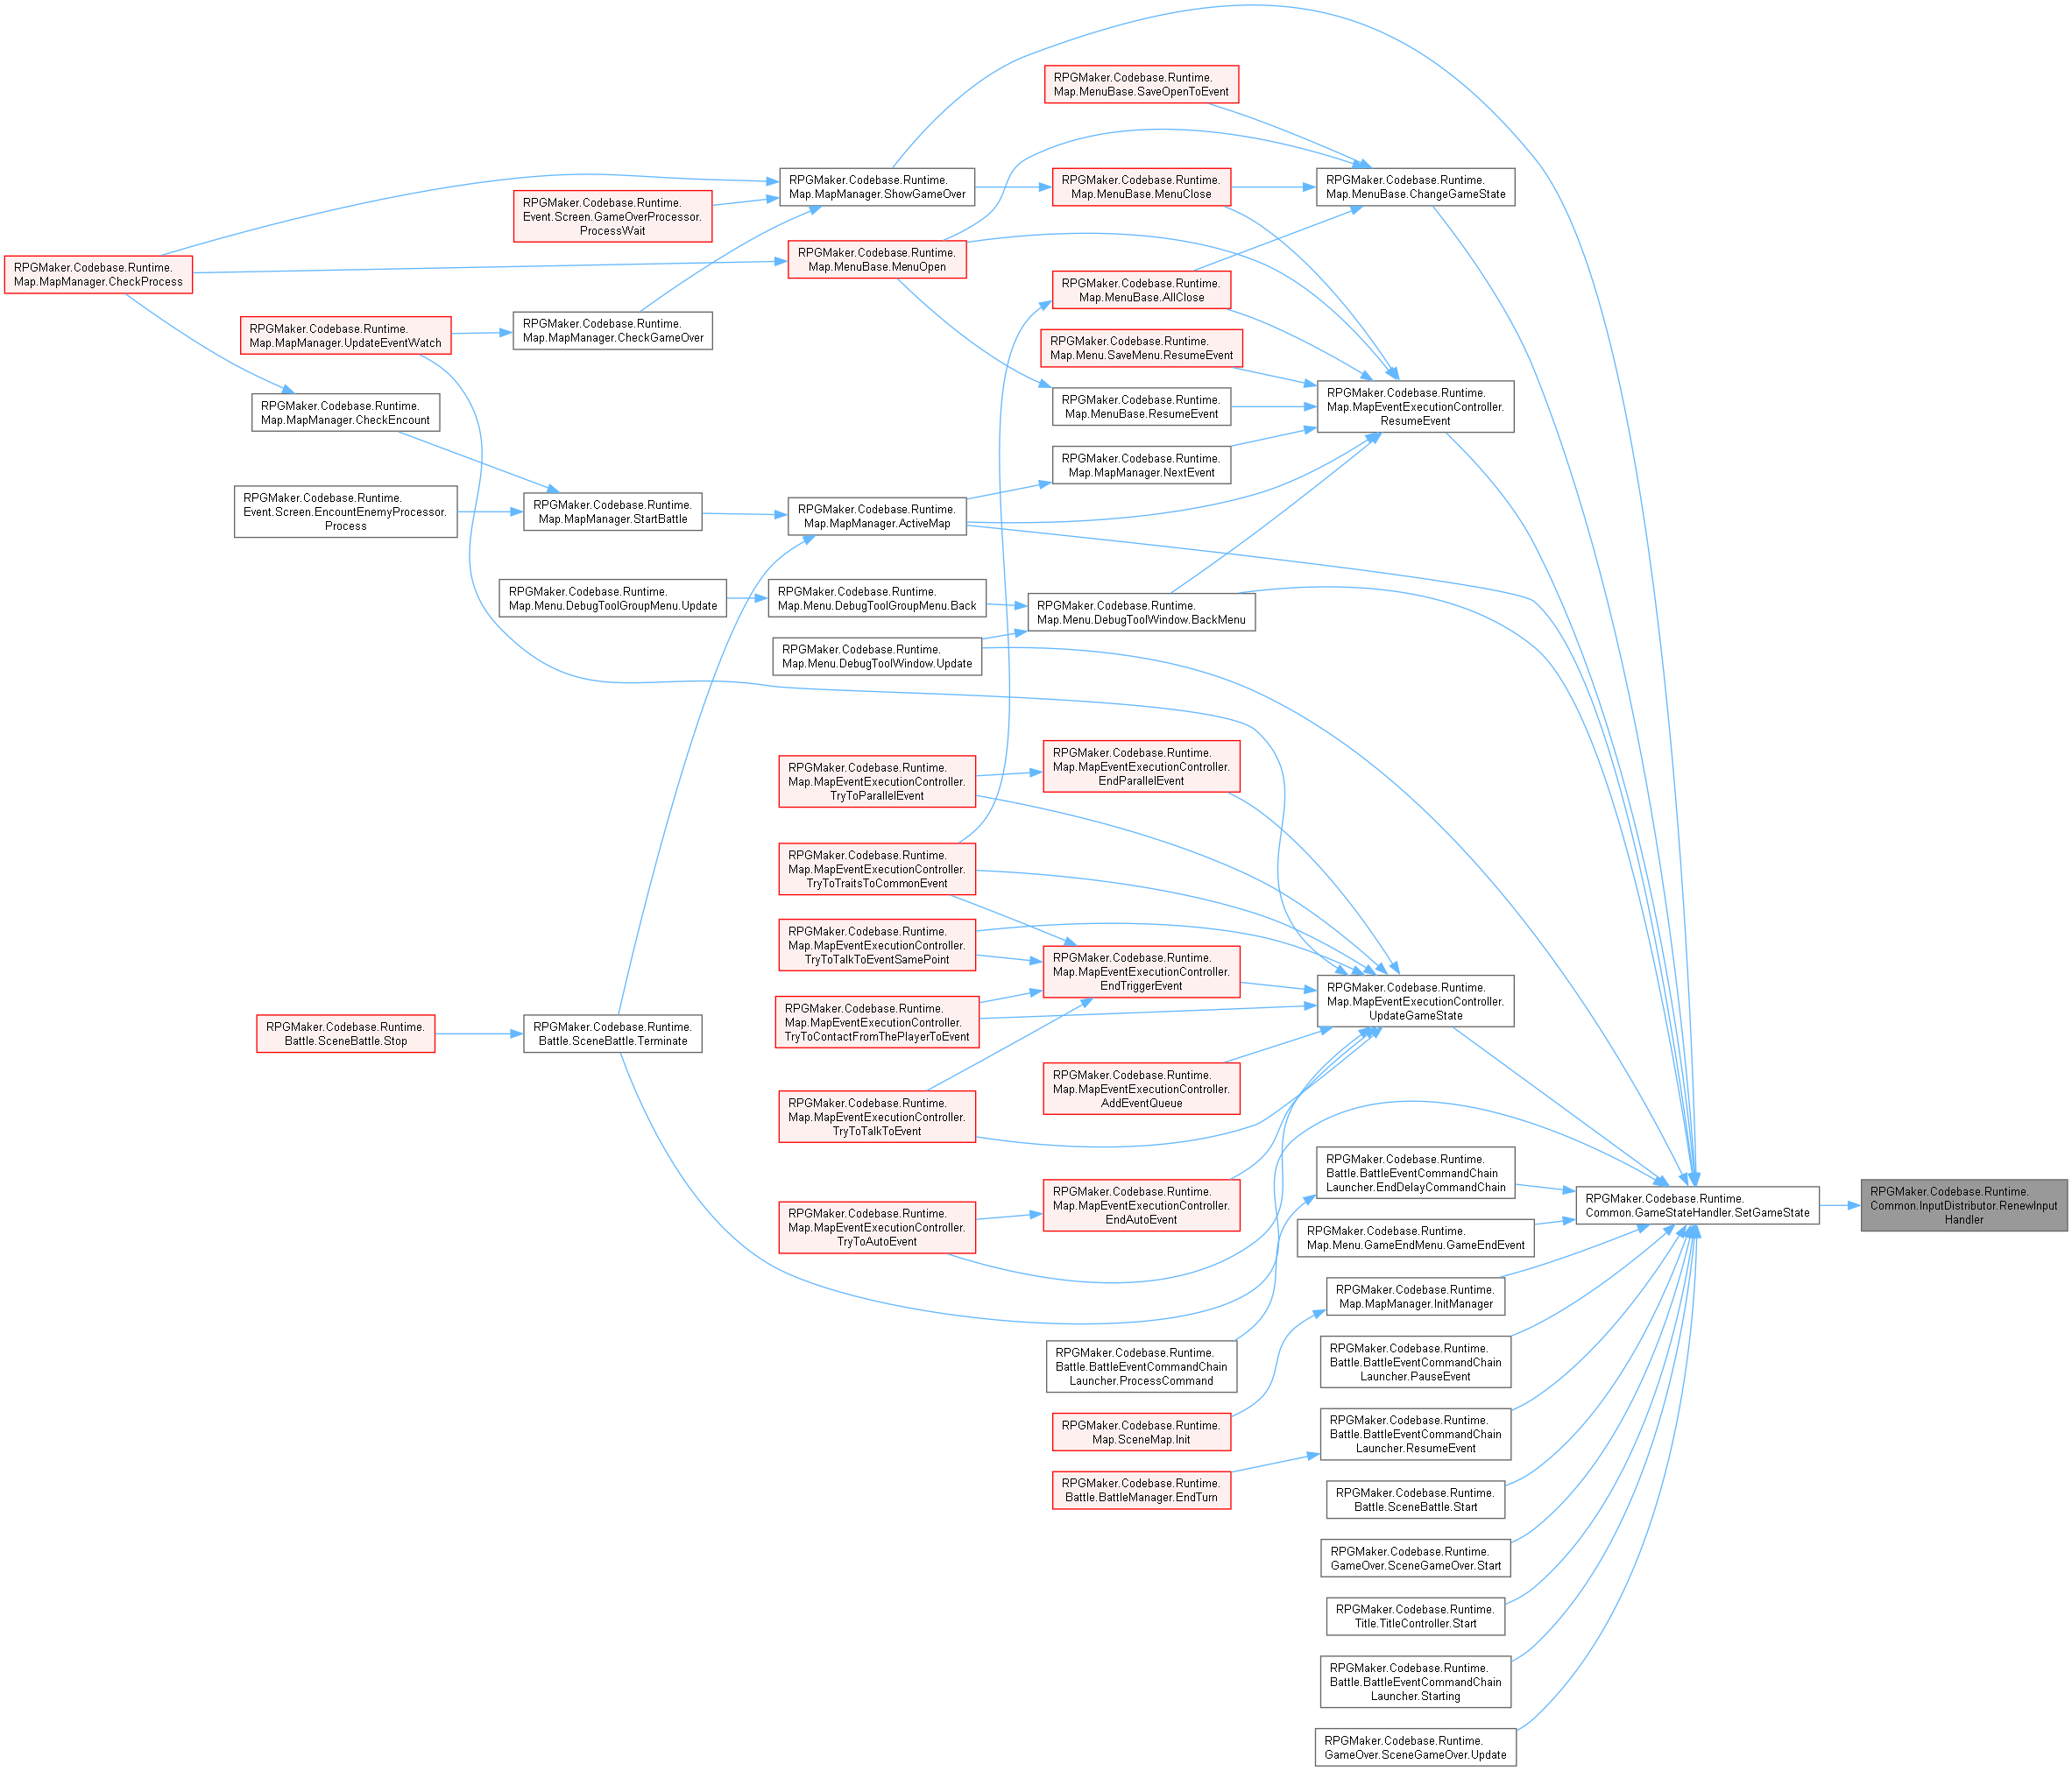 RPGMaker.Codebase.Runtime.
Map.MenuBase.SaveOpenToEvent
RPGMaker.Codebase.Runtime.
Map.MapManager.ShowGameOver
RPGMaker.Codebase.Runtime.
Map.MenuBase.MenuClose
RPGMaker.Codebase.Runtime.
Map.MenuBase.ChangeGameState
RPGMaker.Codebase.Runtime.
Event.Screen.GameOverProcessor.
ProcessWait
RPGMaker.Codebase.Runtime.
Map.MapManager.CheckProcess
RPGMaker.Codebase.Runtime.
Map.MenuBase.MenuOpen
RPGMaker.Codebase.Runtime.
Map.MenuBase.AllClose
RPGMaker.Codebase.Runtime.
Map.MapManager.UpdateEventWatch
RPGMaker.Codebase.Runtime.
Map.MapManager.CheckGameOver
RPGMaker.Codebase.Runtime.
Map.Menu.SaveMenu.ResumeEvent
RPGMaker.Codebase.Runtime.
Map.MapManager.CheckEncount
RPGMaker.Codebase.Runtime.
Map.MenuBase.ResumeEvent
RPGMaker.Codebase.Runtime.
Map.MapEventExecutionController.
ResumeEvent
RPGMaker.Codebase.Runtime.
Map.MapManager.NextEvent
RPGMaker.Codebase.Runtime.
Event.Screen.EncountEnemyProcessor.
Process
RPGMaker.Codebase.Runtime.
Map.MapManager.StartBattle
RPGMaker.Codebase.Runtime.
Map.MapManager.ActiveMap
RPGMaker.Codebase.Runtime.
Map.Menu.DebugToolGroupMenu.Update
RPGMaker.Codebase.Runtime.
Map.Menu.DebugToolGroupMenu.Back
RPGMaker.Codebase.Runtime.
Map.Menu.DebugToolWindow.BackMenu
RPGMaker.Codebase.Runtime.
Map.Menu.DebugToolWindow.Update
RPGMaker.Codebase.Runtime.
Map.MapEventExecutionController.
TryToParallelEvent
RPGMaker.Codebase.Runtime.
Map.MapEventExecutionController.
EndParallelEvent
RPGMaker.Codebase.Runtime.
Map.MapEventExecutionController.
TryToTraitsToCommonEvent
RPGMaker.Codebase.Runtime.
Map.MapEventExecutionController.
TryToTalkToEventSamePoint
RPGMaker.Codebase.Runtime.
Map.MapEventExecutionController.
EndTriggerEvent
RPGMaker.Codebase.Runtime.
Map.MapEventExecutionController.
UpdateGameState
RPGMaker.Codebase.Runtime.
Map.MapEventExecutionController.
TryToContactFromThePlayerToEvent
RPGMaker.Codebase.Runtime.
Battle.SceneBattle.Stop
RPGMaker.Codebase.Runtime.
Battle.SceneBattle.Terminate
RPGMaker.Codebase.Runtime.
Map.MapEventExecutionController.
AddEventQueue
RPGMaker.Codebase.Runtime.
Map.MapEventExecutionController.
TryToTalkToEvent
RPGMaker.Codebase.Runtime.
Battle.BattleEventCommandChain
Launcher.EndDelayCommandChain
RPGMaker.Codebase.Runtime.
Common.GameStateHandler.SetGameState
RPGMaker.Codebase.Runtime.
Common.InputDistributor.RenewInput
Handler
RPGMaker.Codebase.Runtime.
Map.MapEventExecutionController.
TryToAutoEvent
RPGMaker.Codebase.Runtime.
Map.MapEventExecutionController.
EndAutoEvent
RPGMaker.Codebase.Runtime.
Map.Menu.GameEndMenu.GameEndEvent
RPGMaker.Codebase.Runtime.
Map.MapManager.InitManager
RPGMaker.Codebase.Runtime.
Battle.BattleEventCommandChain
Launcher.ProcessCommand
RPGMaker.Codebase.Runtime.
Battle.BattleEventCommandChain
Launcher.PauseEvent
RPGMaker.Codebase.Runtime.
Map.SceneMap.Init
RPGMaker.Codebase.Runtime.
Battle.BattleEventCommandChain
Launcher.ResumeEvent
RPGMaker.Codebase.Runtime.
Battle.BattleManager.EndTurn
RPGMaker.Codebase.Runtime.
Battle.SceneBattle.Start
RPGMaker.Codebase.Runtime.
GameOver.SceneGameOver.Start
RPGMaker.Codebase.Runtime.
Title.TitleController.Start
RPGMaker.Codebase.Runtime.
Battle.BattleEventCommandChain
Launcher.Starting
RPGMaker.Codebase.Runtime.
GameOver.SceneGameOver.Update